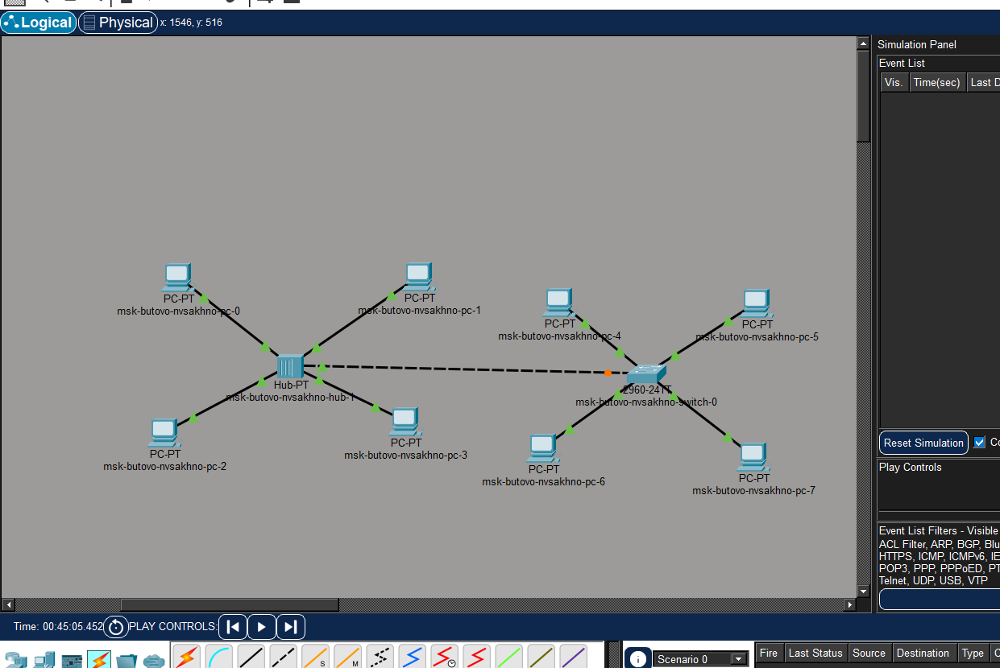 Logical
Physical
x: 1546, y: 516
Simulation Panel
Event List
Vis.
Time(sec)
Last D
PC-PT
msk-butovo-nvsakhno-pc-0
PC-PT
msk-butovo-nvsakhno-pc-1
PC-PT
msk-butovo-nvsakhno-pc-4
PC-PT
msk-butovo-nvsakhno-pc-5
Hub-PT
msk-butovo-nvsakhno-hub-1
2960-24TT
msk-butovo-nvsakhno-switch-0
PC-PT
msk-butovo-nvsakhno-pc-2
PC-PT
msk-butovo-nvsakhno-pc-3
PC-PT
msk-butovo-nvsakhno-pc-6
PC-PT
msk-butovo-nvsakhno-pc-7
Reset Simulation
Co
Play Controls
Event List Filters - Visible
ACL Filter, ARP, BGP, Blu
HTTPS, ICMP, ICMPv6, IE
POP3, PPP, PPPoED, PT
Telnet, UDP, USB, VTP
Time: 00:45:05.452
PLAY CONTROLS:
S
M
Scenario 0
Fire
Last Status
Source
Destination
Type
C